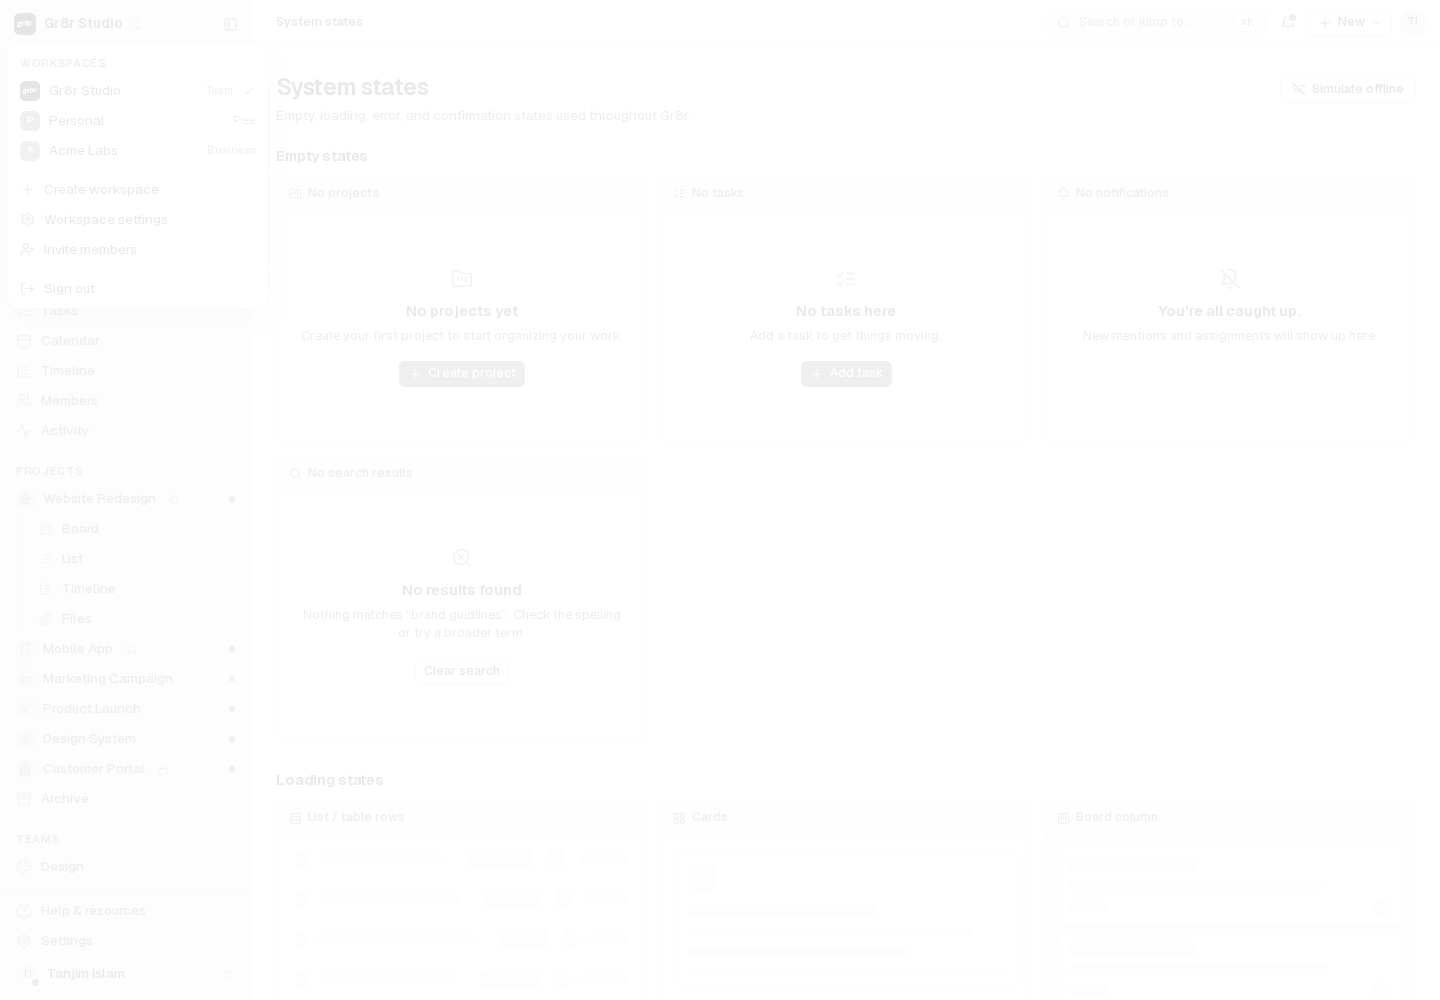 Gr8r Studio
System states
Search or jump to...
⌘K
New
TI
WORKSPACES
Gr8r Studio
Team
Personal
Free
Acme Labs
Business
Create workspace
Workspace settings
Invite members
Sign out
Tasks
Calendar
Timeline
Members
Activity
PROJECTS
Website Redesign
Board
List
Timeline
Files
Mobile App
Marketing Campaign
Product Launch
Design System
Customer Portal
Archive
TEAMS
Design
Help & resources
Settings
TI
Tanjim Islam
System states
Simulate offline
Empty, loading, error, and confirmation states used throughout Gr8r.
Empty states
No projects
No projects yet
Create your first project to start organizing your work.
Create project
No tasks
No tasks here
Add a task to get things moving.
Add task
No notifications
You're all caught up.
New mentions and assignments will show up here.
No search results
No results found
Nothing matches "brand guidlines". Check the spelling
or try a broader term.
Clear search
Loading states
List / table rows
Cards
Board column